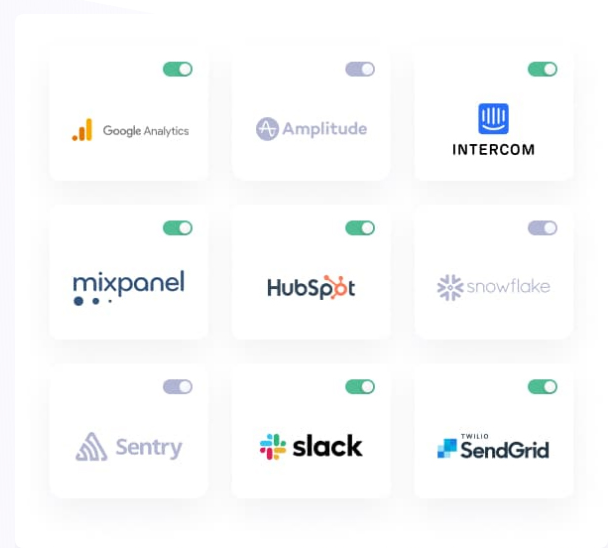 Google Analytics
Amplitude
INTERCOM
mixpanel
HubSpot
snowflake
Sentry
slack
TWILIO
SendGrid